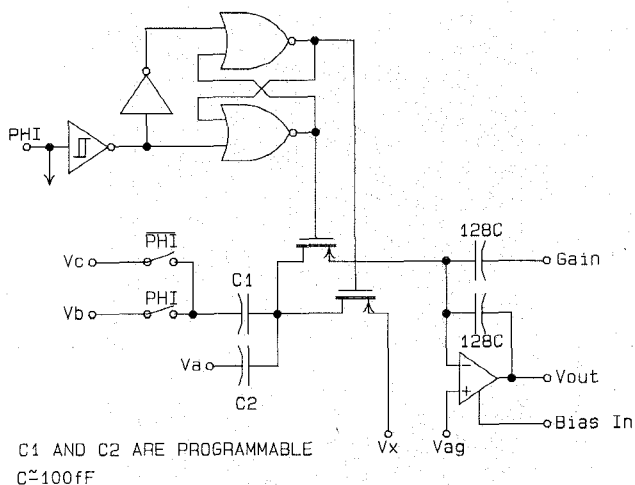 PHI
Vc
PHI
Vb
PHI
C1
Va
C2
128C
Gain
128C
-
+
Vout
Bias In
Vx
Vag
C1 AND C2 ARE PROGRAMMABLE
C≃100fF